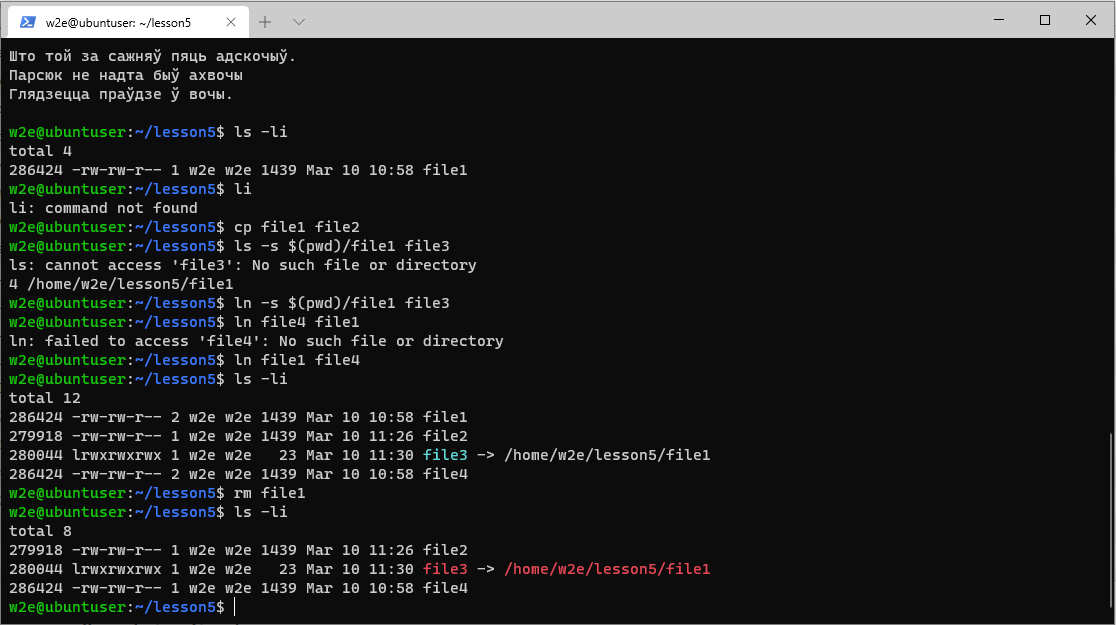 w2e@ubuntuser: ~/lesson5
Што той за сажняў пяць адскочыў.
Парсюк не надта быў ахвочы
Глядзецца праўдзе ў вочы.
w2e@ubuntuser:~/lesson5$ ls -li
total 4
286424 -rw-rw-r-- 1 w2e w2e 1439 Mar 10 10:58 file1
w2e@ubuntuser:~/lesson5$ li
li: command not found
w2e@ubuntuser:~/lesson5$ cp file1 file2
w2e@ubuntuser:~/lesson5$ ls -s $(pwd)/file1 file3
ls: cannot access 'file3': No such file or directory
4 /home/w2e/lesson5/file1
w2e@ubuntuser:~/lesson5$ ln -s $(pwd)/file1 file3
w2e@ubuntuser:~/lesson5$ ln file4 file1
ln: failed to access 'file4': No such file or directory
w2e@ubuntuser:~/lesson5$ ln file1 file4
w2e@ubuntuser:~/lesson5$ ls -li
total 12
286424 -rw-rw-r-- 2 w2e w2e 1439 Mar 10 10:58 file1
279918 -rw-rw-r-- 1 w2e w2e 1439 Mar 10 11:26 file2
280044 lrwxrwxrwx 1 w2e w2e   23 Mar 10 11:30 file3 -> /home/w2e/lesson5/file1
286424 -rw-rw-r-- 2 w2e w2e 1439 Mar 10 10:58 file4
w2e@ubuntuser:~/lesson5$ rm file1
w2e@ubuntuser:~/lesson5$ ls -li
total 8
279918 -rw-rw-r-- 1 w2e w2e 1439 Mar 10 11:26 file2
280044 lrwxrwxrwx 1 w2e w2e   23 Mar 10 11:30 file3 -> /home/w2e/lesson5/file1
286424 -rw-rw-r-- 1 w2e w2e 1439 Mar 10 10:58 file4
w2e@ubuntuser:~/lesson5$